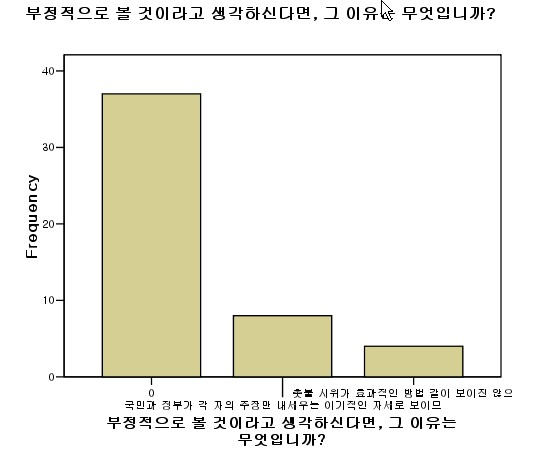 부정적으로 볼 것이라고 생각하신다면, 그 이유는 무엇입니까?
40
30
20
10
0
Frequency
0
촛불 시위가 효과적인 방법 같이 보이진 않으
국민과 정부가 각 자의 주장만 내세우는 이기적인 자세로 보이므
부정적으로 볼 것이라고 생각하신다면, 그 이유는
무엇입니까?